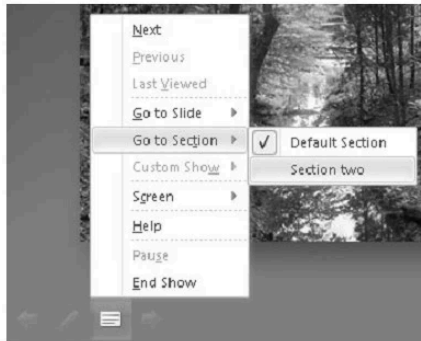 Next
Previous
Last Viewed
Go to Slide
Go to Section
Default Section
Section two
Custom Show
Screen
Help
Pause
End Show